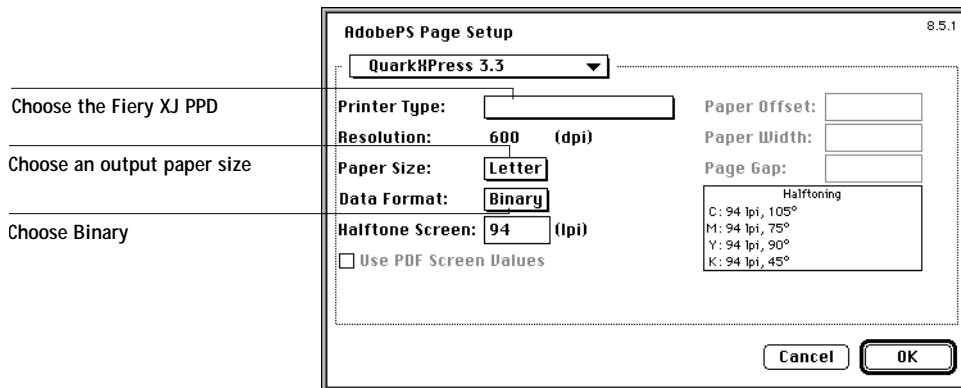 AdobePS Page Setup
8.5.1
QuarkXPress 3.3
Choose the Fiery XJ PPD
Printer Type:
Paper Offset:
Resolution: 600 (dpi)
Paper Width:
Choose an output paper size
Paper Size: Letter
Page Gap:
Data Format: Binary
Halftoning
C: 94 lpi, 105°
M: 94 lpi, 75°
Y: 94 lpi, 90°
K: 94 lpi, 45°
Choose Binary
Halftone Screen: 94 (lpi)
Use PDF Screen Values
Cancel
OK